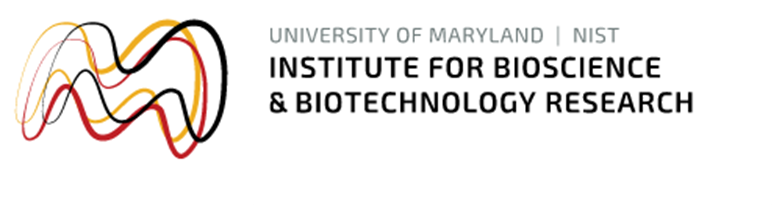 UNIVERSITY OF MARYLAND | NIST
INSTITUTE FOR BIOSCIENCE
& BIOTECHNOLOGY RESEARCH